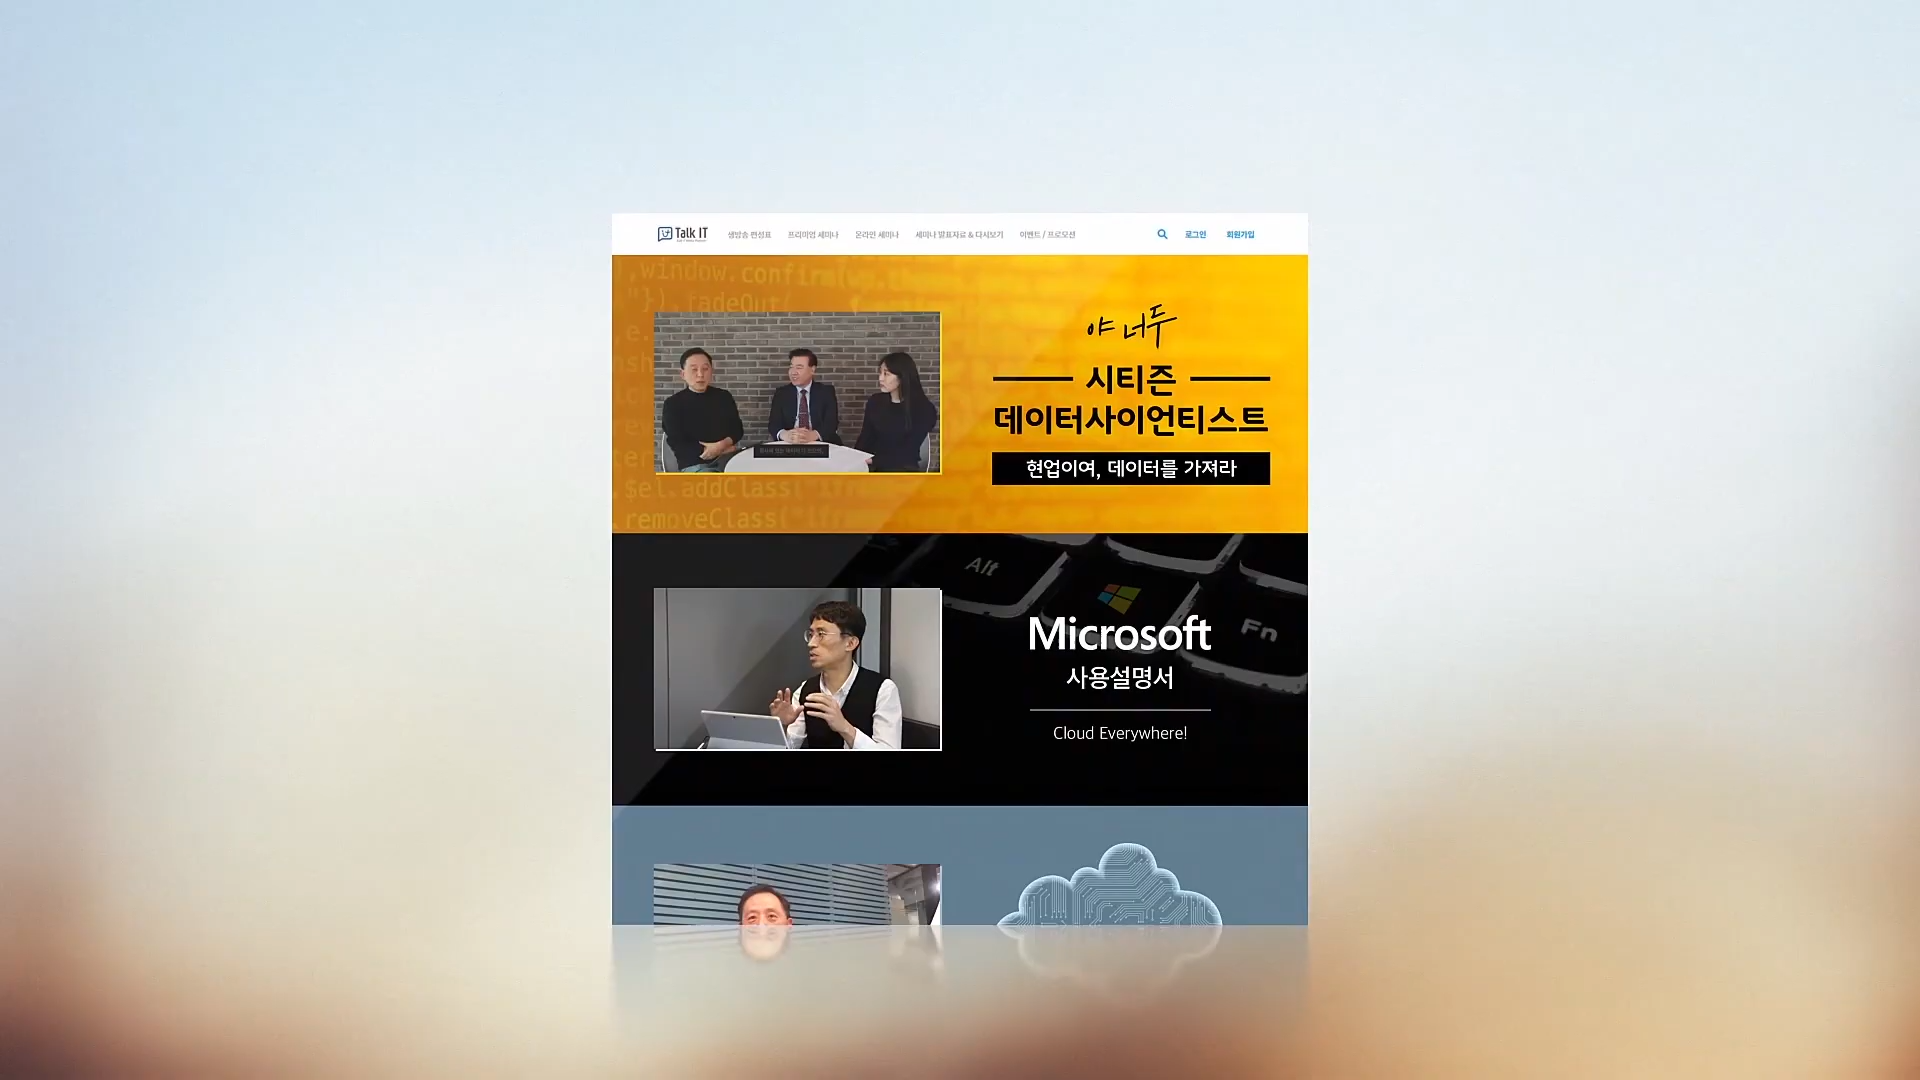 Talk IT
생방송 편성표 프리미엄 세미나 온라인 세미나 세미나 발표자료 & 다시보기 이벤트 / 프로모션 로그인 회원가입
,window.confirm(
"}).fadeOut(
야 너두
시티즌
데이터사이언티스트
현업이여, 데이터를 가져라
$el.addClass("ifr
.removeClass("ifr
Alt
Fn
Microsoft
사용설명서
Cloud Everywhere!